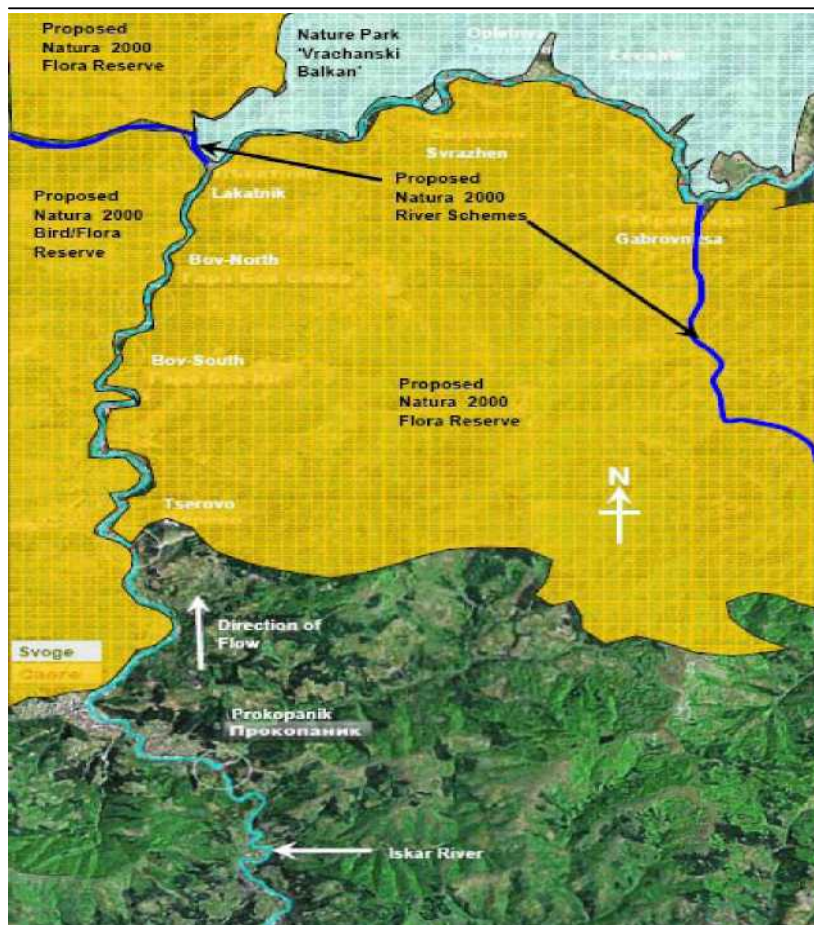 Proposed
Natura 2000
Flora Reserve
Nature Park
'Vrachanski
Balkan'
Svrazhen
Proposed
Natura 2000
River Schemes
Proposed
Natura 2000
Bird/Flora
Reserve
Lakatnik
Gabrovnitsa
Bov-North
Bov-South
Proposed
Natura 2000
Flora Reserve
N
Tserovo
Direction of
Flow
Svoge
Своге
Prokopanik
Прокопаник
Iskar River